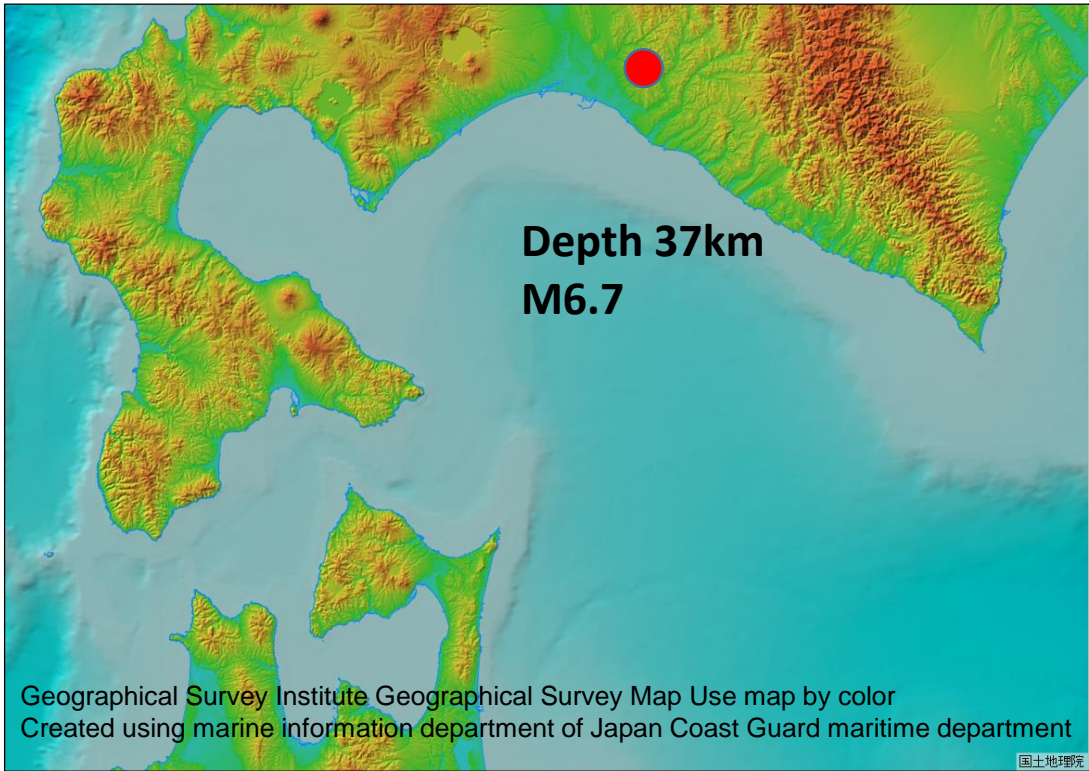 Depth 37km
M6.7
Geographical Survey Institute Geographical Survey Map Use map by color
Created using marine information department of Japan Coast Guard maritime department
国土地理院